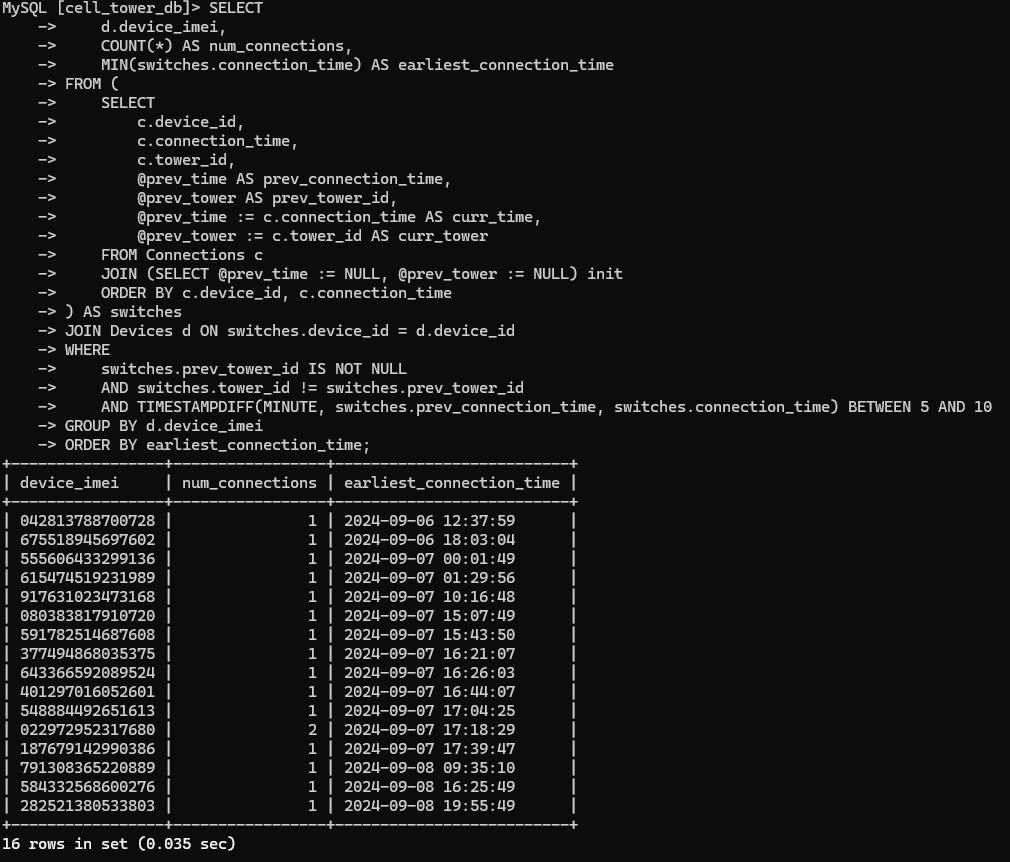 MySQL [cell_tower_db]> SELECT
    ->     d.device_imei,
    ->     COUNT(*) AS num_connections,
    ->     MIN(switches.connection_time) AS earliest_connection_time
    -> FROM (
    ->     SELECT
    ->         c.device_id,
    ->         c.connection_time,
    ->         c.tower_id,
    ->         @prev_time AS prev_connection_time,
    ->         @prev_tower AS prev_tower_id,
    ->         @prev_time := c.connection_time AS curr_time,
    ->         @prev_tower := c.tower_id AS curr_tower
    ->     FROM Connections c
    ->     JOIN (SELECT @prev_time := NULL, @prev_tower := NULL) init
    ->     ORDER BY c.device_id, c.connection_time
    -> ) AS switches
    -> JOIN Devices d ON switches.device_id = d.device_id
    -> WHERE
    ->     switches.prev_tower_id IS NOT NULL
    ->     AND switches.tower_id != switches.prev_tower_id
    ->     AND TIMESTAMPDIFF(MINUTE, switches.prev_connection_time, switches.connection_time) BETWEEN 5 AND 10
    -> GROUP BY d.device_imei
    -> ORDER BY earliest_connection_time;
+-----------------+-----------------+--------------------------+
| device_imei     | num_connections | earliest_connection_time |
+-----------------+-----------------+--------------------------+
| 042813788700728 |               1 | 2024-09-06 12:37:59      |
| 675518945697602 |               1 | 2024-09-06 18:03:04      |
| 555606433299136 |               1 | 2024-09-07 00:01:49      |
| 615474519231989 |               1 | 2024-09-07 01:29:56      |
| 917631023473168 |               1 | 2024-09-07 10:16:48      |
| 080383817910720 |               1 | 2024-09-07 15:07:49      |
| 591782514687608 |               1 | 2024-09-07 15:43:50      |
| 377494868035375 |               1 | 2024-09-07 16:21:07      |
| 643366592089524 |               1 | 2024-09-07 16:26:03      |
| 401297016052601 |               1 | 2024-09-07 16:44:07      |
| 548884492651613 |               1 | 2024-09-07 17:04:25      |
| 022972952317680 |               2 | 2024-09-07 17:18:29      |
| 187679142990386 |               1 | 2024-09-07 17:39:47      |
| 791308365220889 |               1 | 2024-09-08 09:35:10      |
| 584332568600276 |               1 | 2024-09-08 16:25:49      |
| 282521380533803 |               1 | 2024-09-08 19:55:49      |
+-----------------+-----------------+--------------------------+
16 rows in set (0.035 sec)